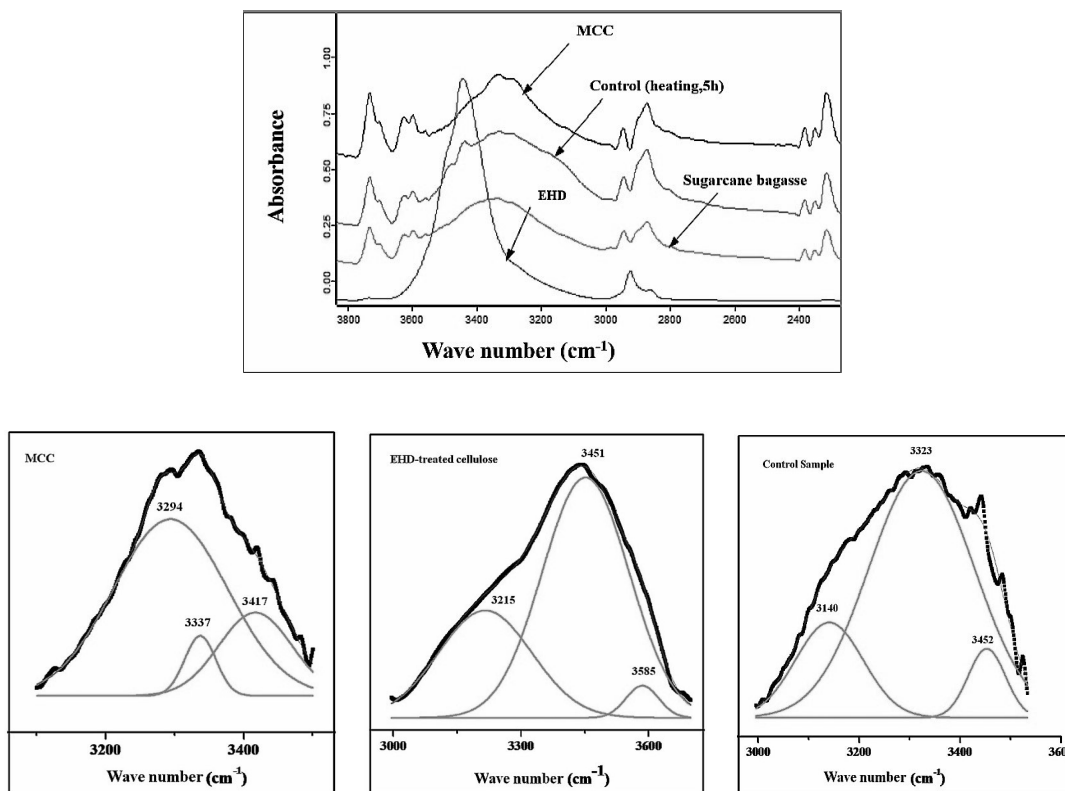 MCC
Control (heating,5h)
Sugarcane bagasse
EHD
Absorbance
1.00
0.75
0.50
0.25
0.00
3800 3600 3400 3200 3000 2800 2600 2400
Wave number (cm⁻¹)
MCC
3294
3337
3417
3200 3400
Wave number (cm⁻¹)
EHD-treated cellulose
3451
3215
3585
3000 3300 3600
Wave number (cm⁻¹)
Control Sample
3323
3140
3452
3000 3200 3400 360
Wave number (cm⁻¹)